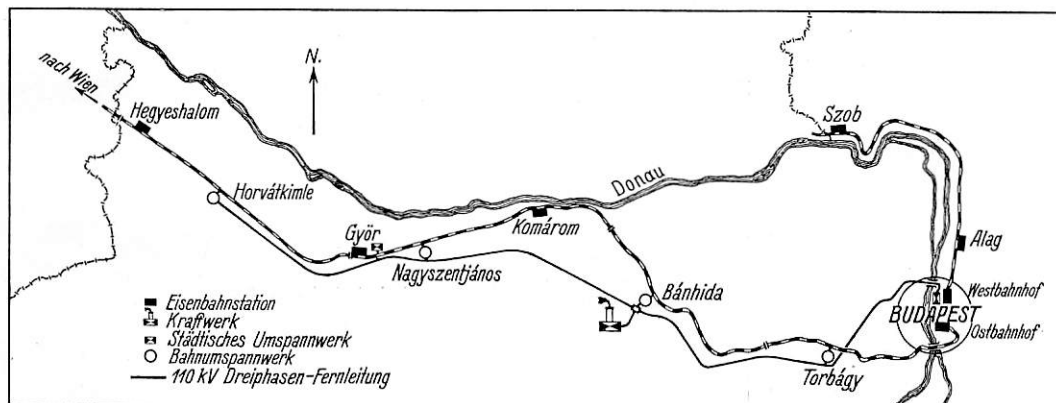 N.
nach Wien
Hegyeshalom
Szob
Donau
Horvátkimle
Komárom
Györ
Alag
Nagyszentjános
Bánhida
Westbahnhof
BUDAPEST
Ostbahnhof
Torbágy
Eisenbahnstation
Kraftwerk
Städtisches Umspannwerk
Bahnumspannwerk
110 kV Dreiphasen-Fernleitung